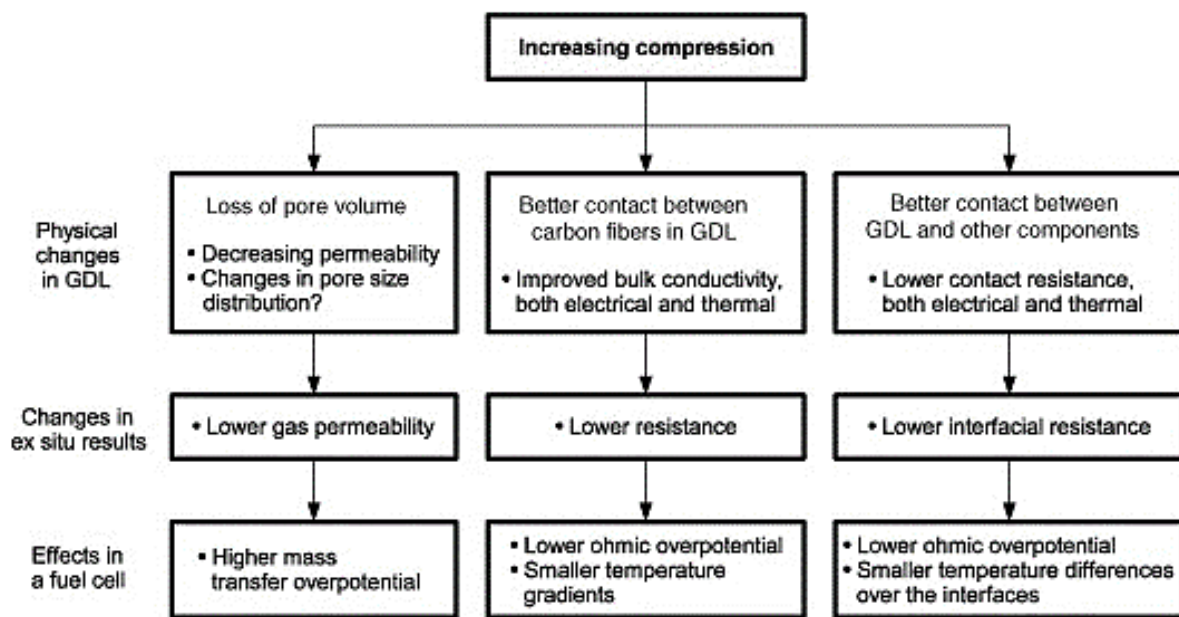 Increasing compression
Physical
changes
in GDL
Loss of pore volume
▪ Decreasing permeability
▪ Changes in pore size
distribution?
Better contact between
carbon fibers in GDL
• Improved bulk conductivity,
both electrical and thermal
Better contact between
GDL and other components
• Lower contact resistance,
both electrical and thermal
Changes in
ex situ results
• Lower gas permeability
• Lower resistance
• Lower interfacial resistance
Effects in
a fuel cell
▪ Higher mass
transfer overpotential
▪ Lower ohmic overpotential
▪ Smaller temperature
gradients
• Lower ohmic overpotential
• Smaller temperature differences
over the interfaces